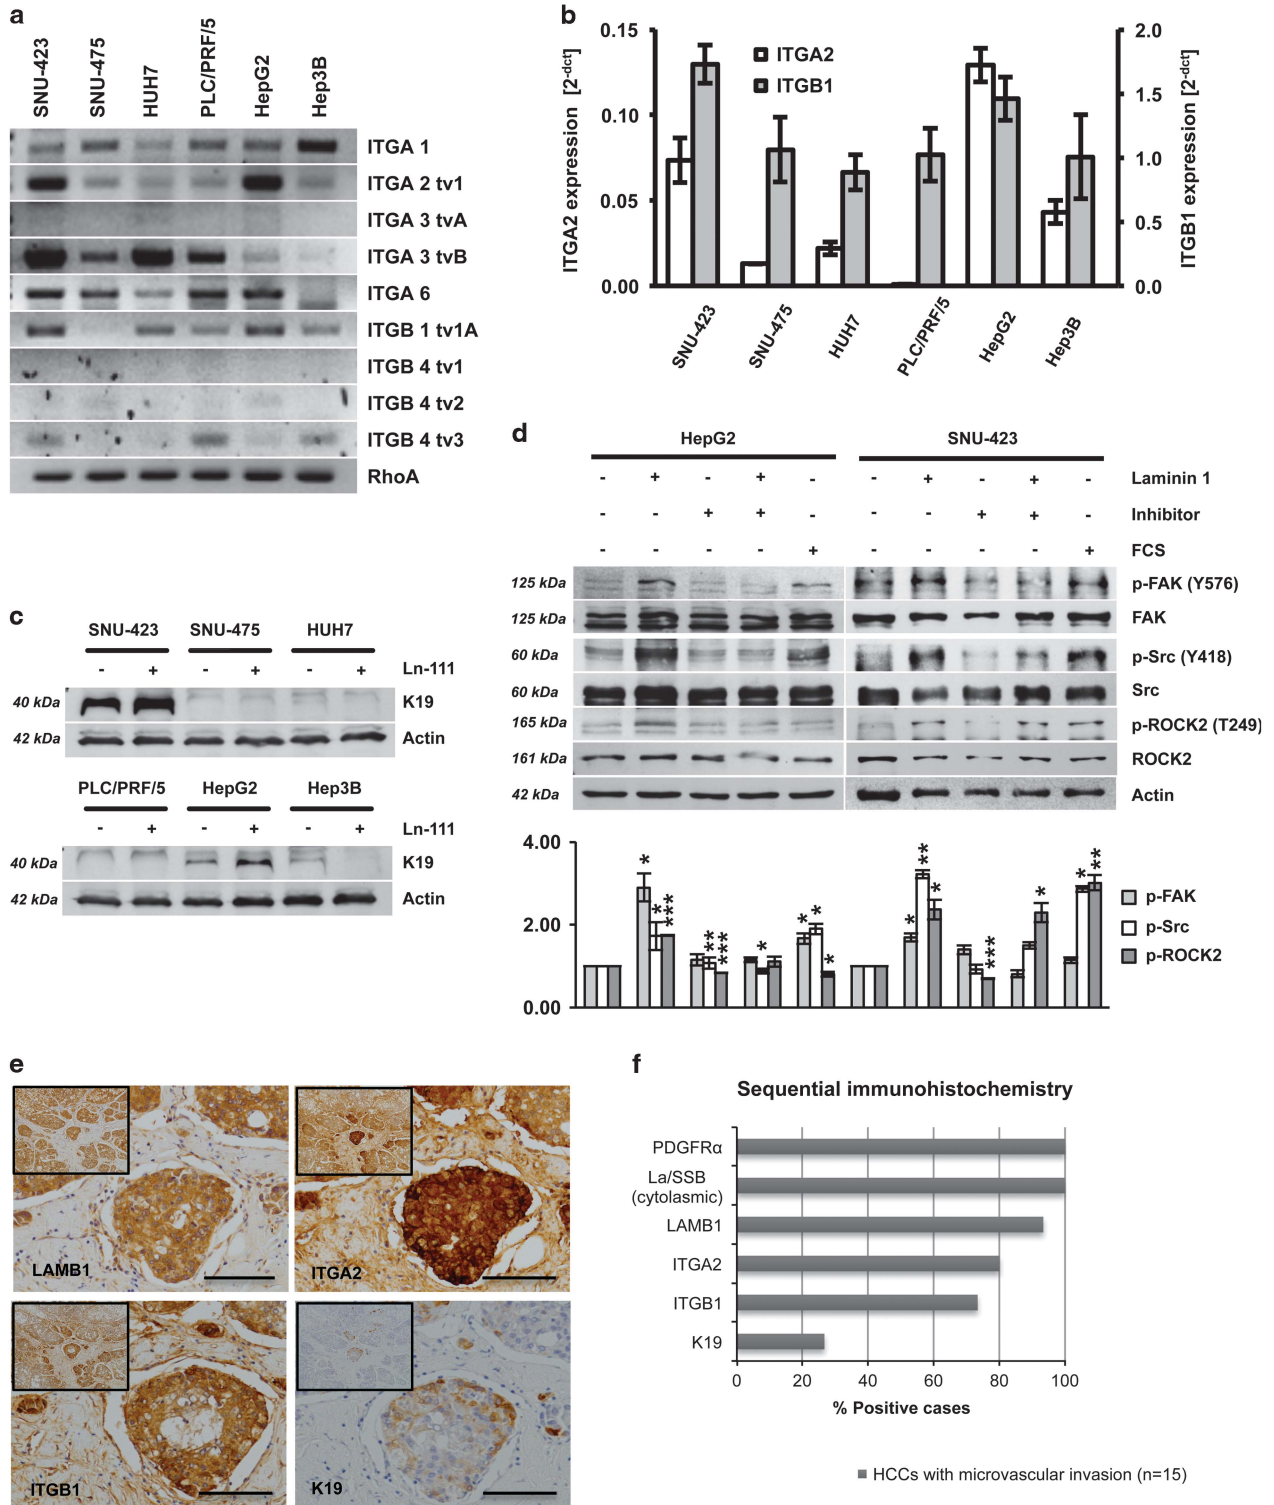 a
SNU-423
SNU-475
HUH7
PLC/PRF/5
HepG2
Hep3B
ITGA 1
ITGA 2 tv1
ITGA 3 tvA
ITGA 3 tvB
ITGA 6
ITGB 1 tv1A
ITGB 4 tv1
ITGB 4 tv2
ITGB 4 tv3
RhoA
b
ITGA2 expression [2-dct]
0.15
0.10
0.05
0.00
ITGA2
ITGB1
2.0
1.5
1.0
0.5
0.0
ITGB1 expression [2-dct]
SNU-423
SNU-475
HUH7
PLC/PRF/5
HepG2
Hep3B
c
SNU-423 SNU-475 HUH7
- + - + - + Ln-111
40 kDa K19
42 kDa Actin
PLC/PRF/5 HepG2 Hep3B
- + - + - + Ln-111
40 kDa K19
42 kDa Actin
d
HepG2 SNU-423
- + - + - - + - + - Laminin 1
- - + + - - - + + - Inhibitor
- - - - + - - - - + FCS
125 kDa p-FAK (Y576)
125 kDa FAK
60 kDa p-Src (Y418)
60 kDa Src
165 kDa p-ROCK2 (T249)
161 kDa ROCK2
42 kDa Actin
4.00
2.00
0.00
* * *** ** *** * * * * * ** * *** * * **
p-FAK
p-Src
p-ROCK2
e
LAMB1
ITGA2
ITGB1
K19
f
Sequential immunohistochemistry
PDGFRα
La/SSB
(cytolasmic)
LAMB1
ITGA2
ITGB1
K19
0 20 40 60 80 100
% Positive cases
HCCs with microvascular invasion (n=15)